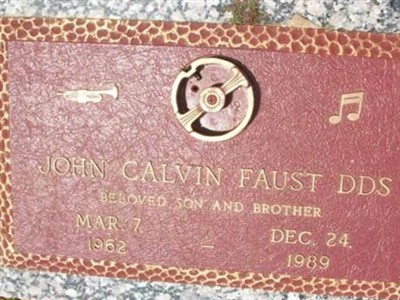 JOHN CALVIN FAUST DDS
BELOVED SON AND BROTHER
MAR. 7, 1962 – DEC. 24, 1989